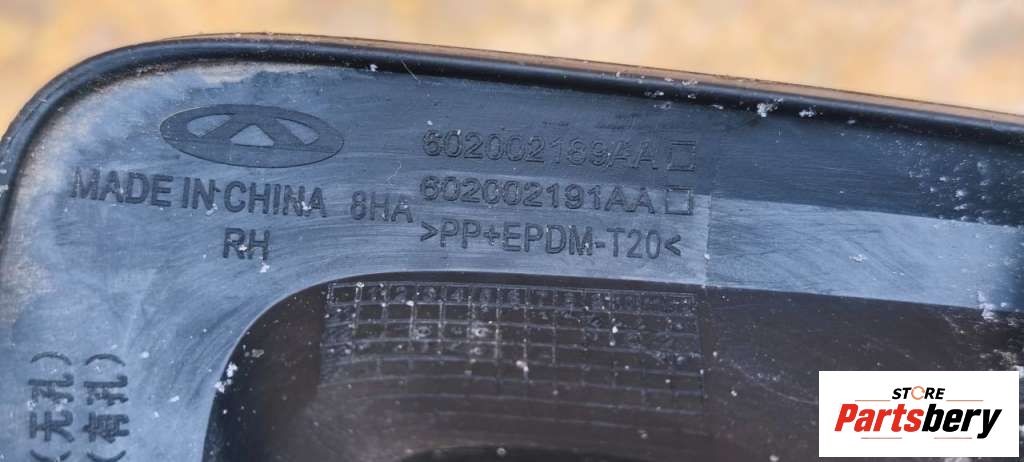 602002189AA□
602002191AA□
MADE IN CHINA 8HA
RH
>PP+EPDM-T20<
(无孔)
(有孔)
STORE
Partsbery